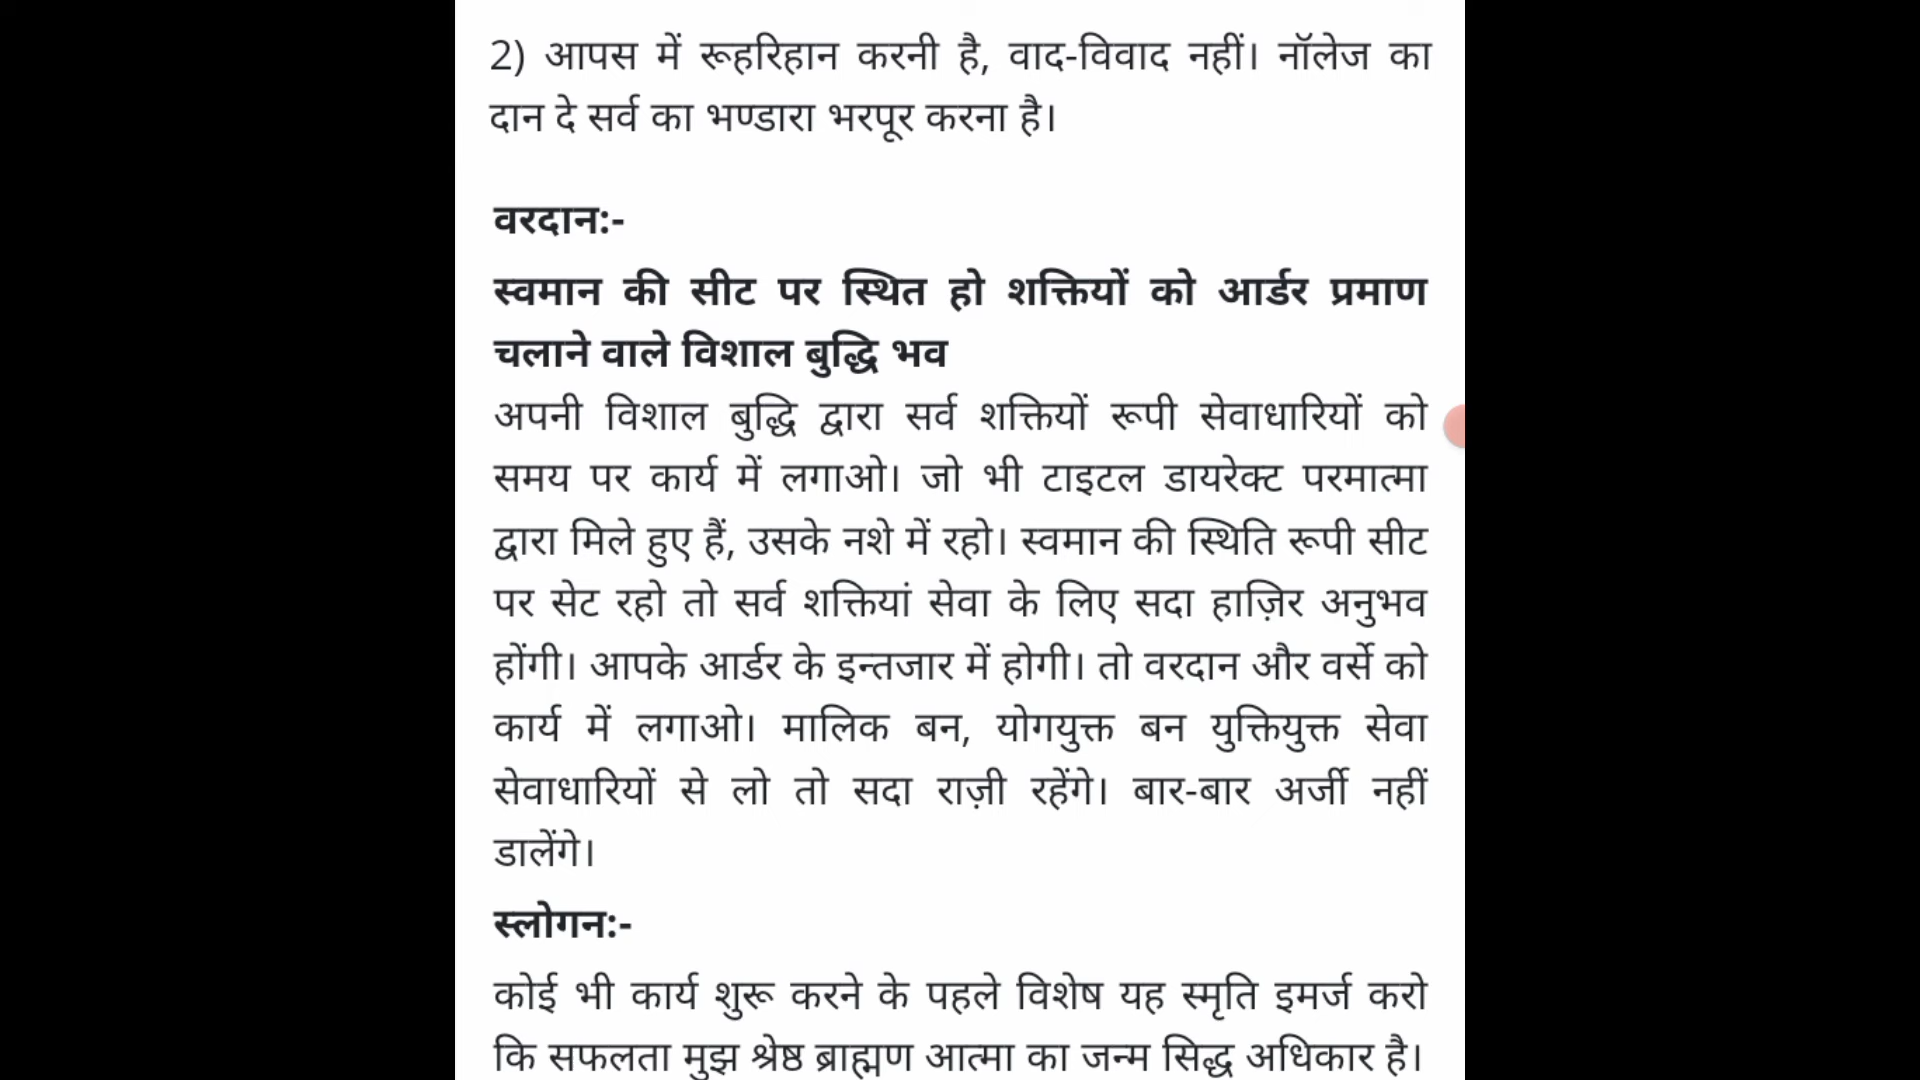 2) आपस में रूहरिहान करनी है, वाद-विवाद नहीं। नॉलेज का
दान दे सर्व का भण्डारा भरपूर करना है।
वरदान:-
स्वमान की सीट पर स्थित हो शक्तियों को आर्डर प्रमाण
चलाने वाले विशाल बुद्धि भव
अपनी विशाल बुद्धि द्वारा सर्व शक्तियों रूपी सेवाधारियों को
समय पर कार्य में लगाओ। जो भी टाइटल डायरेक्ट परमात्मा
द्वारा मिले हुए हैं, उसके नशे में रहो। स्वमान की स्थिति रूपी सीट
पर सेट रहो तो सर्व शक्तियां सेवा के लिए सदा हाज़िर अनुभव
होंगी। आपके आर्डर के इन्तजार में होगी। तो वरदान और वर्से को
कार्य में लगाओ। मालिक बन, योगयुक्त बन युक्तियुक्त सेवा
सेवाधारियों से लो तो सदा राज़ी रहेंगे। बार-बार अर्जी नहीं
डालेंगे।
स्लोगन:-
कोई भी कार्य शुरू करने के पहले विशेष यह स्मृति इमर्ज करो
कि सफलता मुझ श्रेष्ठ ब्राह्मण आत्मा का जन्म सिद्ध अधिकार है।